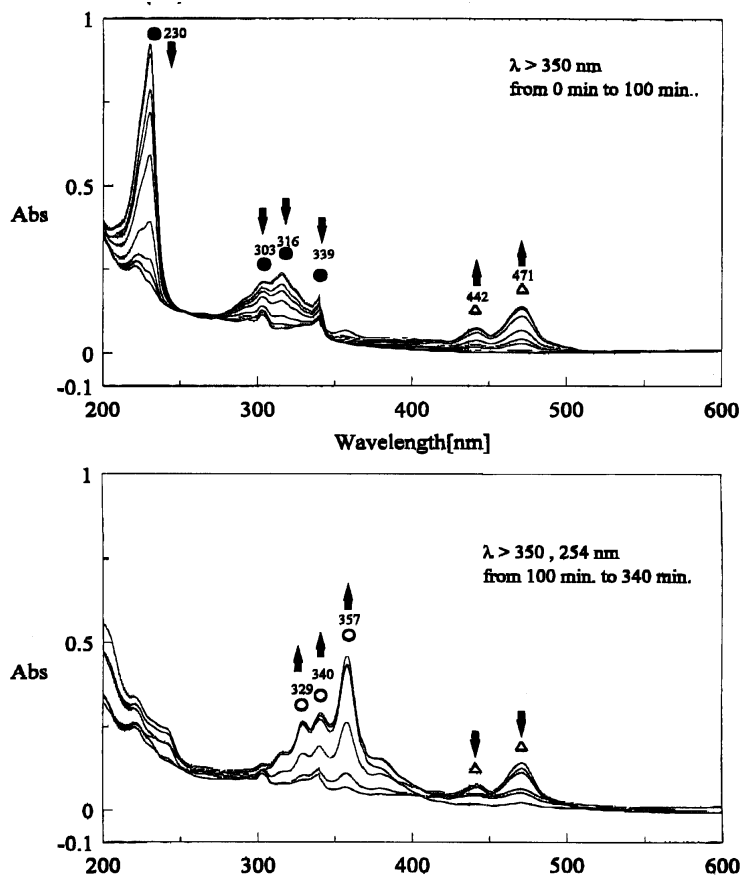 1
230
λ > 350 nm
from 0 min to 100 min.
0.5
Abs
303 316 339
442 471
0
-0.1
200 300 400 500 600
Wavelength[nm]
1
λ > 350 , 254 nm
from 100 min. to 340 min.
357
0.5
Abs
329 340
0
-0.1
200 300 400 500 600